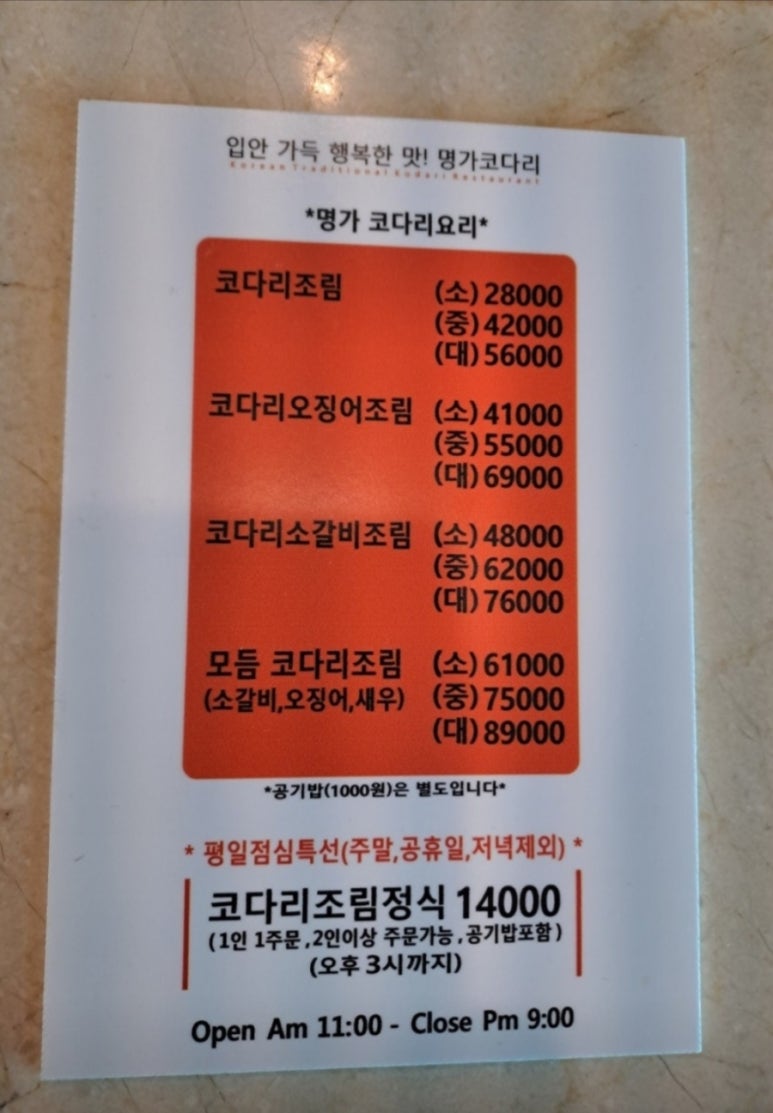 입안 가득 행복한 맛! 명가코다리
Korean Traditional Kodari Restaurant
*명가 코다리요리*
코다리조림 (소) 28000
(중) 42000
(대) 56000
코다리오징어조림 (소) 41000
(중) 55000
(대) 69000
코다리소갈비조림 (소) 48000
(중) 62000
(대) 76000
모듬 코다리조림 (소) 61000
(소갈비,오징어,새우) (중) 75000
(대) 89000
*공기밥(1000원)은 별도입니다*
* 평일점심특선(주말,공휴일,저녁제외) *
코다리조림정식 14000
(1인 1주문 ,2인이상 주문가능 ,공기밥포함)
(오후 3시까지)
Open Am 11:00 - Close Pm 9:00